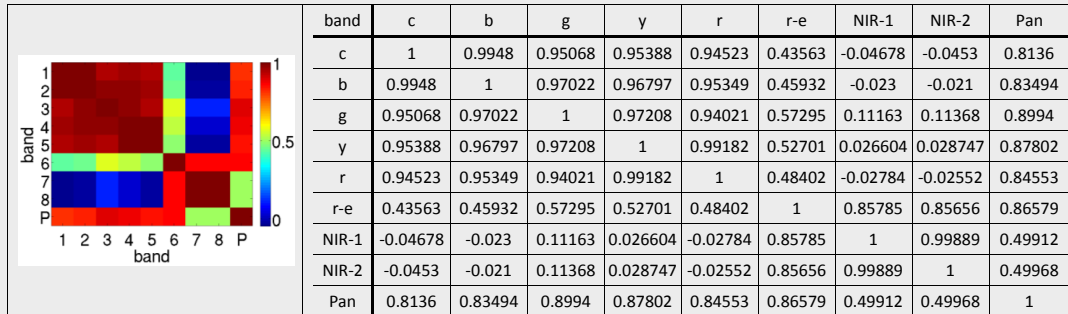 band c b g y r r-e NIR-1 NIR-2 Pan
c 1 0.9948 0.95068 0.95388 0.94523 0.43563 -0.04678 -0.0453 0.8136
b 0.9948 1 0.97022 0.96797 0.95349 0.45932 -0.023 -0.021 0.83494
g 0.95068 0.97022 1 0.97208 0.94021 0.57295 0.11163 0.11368 0.8994
y 0.95388 0.96797 0.97208 1 0.99182 0.52701 0.026604 0.028747 0.87802
r 0.94523 0.95349 0.94021 0.99182 1 0.48402 -0.02784 -0.02552 0.84553
r-e 0.43563 0.45932 0.57295 0.52701 0.48402 1 0.85785 0.85656 0.86579
NIR-1 -0.04678 -0.023 0.11163 0.026604 -0.02784 0.85785 1 0.99889 0.49912
NIR-2 -0.0453 -0.021 0.11368 0.028747 -0.02552 0.85656 0.99889 1 0.49968
Pan 0.8136 0.83494 0.8994 0.87802 0.84553 0.86579 0.49912 0.49968 1
band
1
2
3
4
5
6
7
8
P
1 2 3 4 5 6 7 8 P
band
1
0.5
0